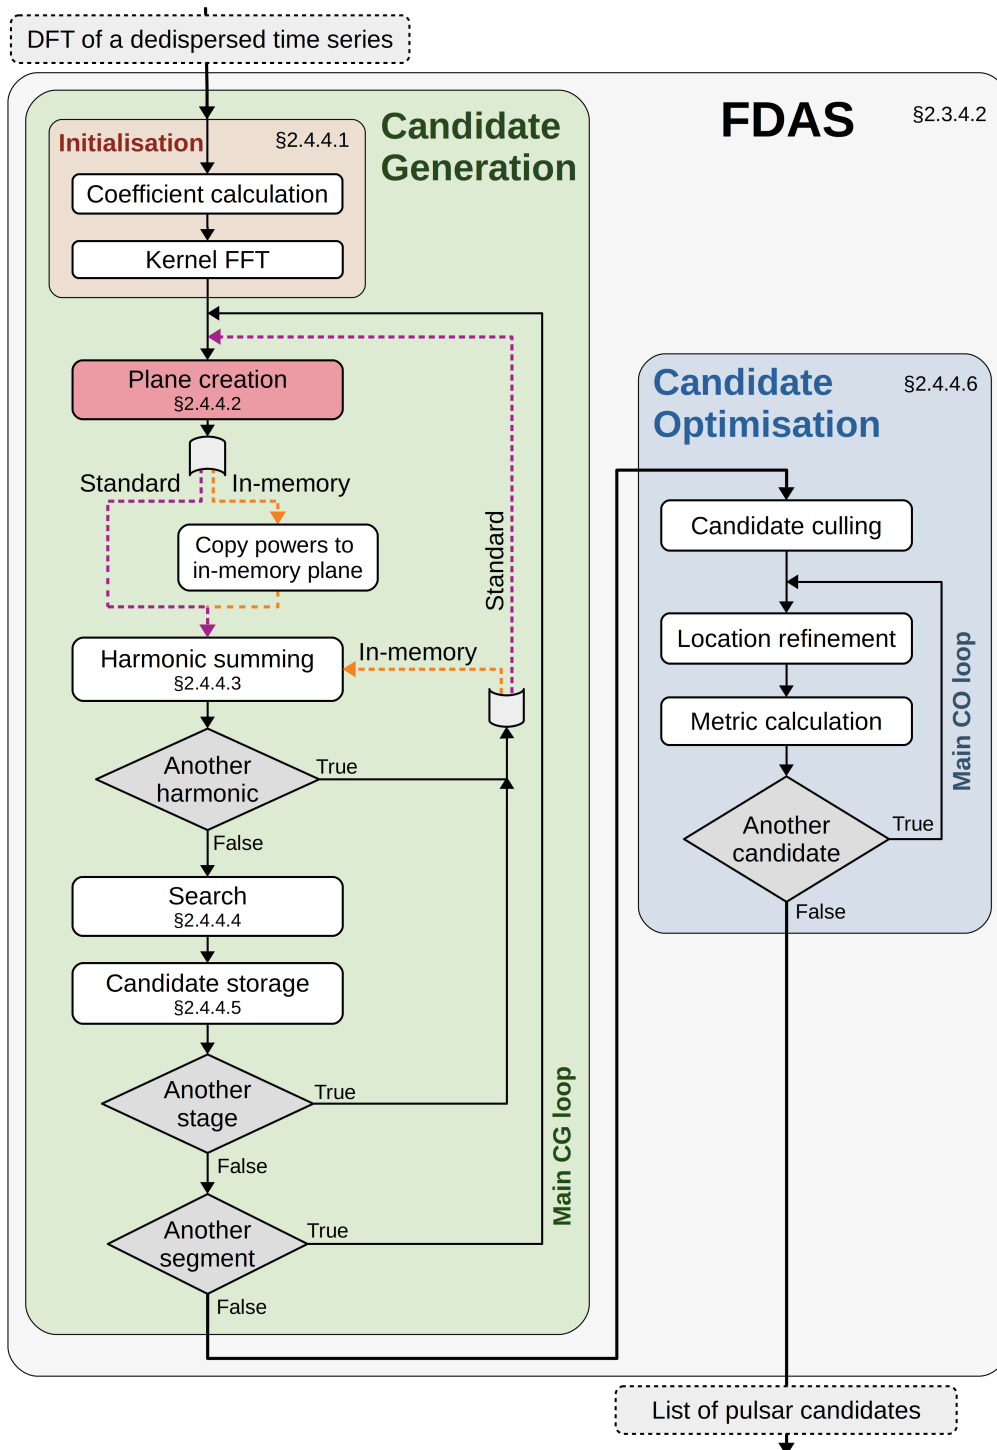 DFT of a dedispersed time series
FDAS
§2.3.4.2
Candidate
Generation
Initialisation
§2.4.4.1
Coefficient calculation
Kernel FFT
Plane creation
§2.4.4.2
Standard
In-memory
Copy powers to
in-memory plane
Standard
Harmonic summing
§2.4.4.3
In-memory
Another
harmonic
True
False
Search
§2.4.4.4
Candidate storage
§2.4.4.5
Another
stage
True
False
Another
segment
True
False
Main CG loop
Candidate
Optimisation
§2.4.4.6
Candidate culling
Location refinement
Metric calculation
Another
candidate
True
False
Main CO loop
List of pulsar candidates